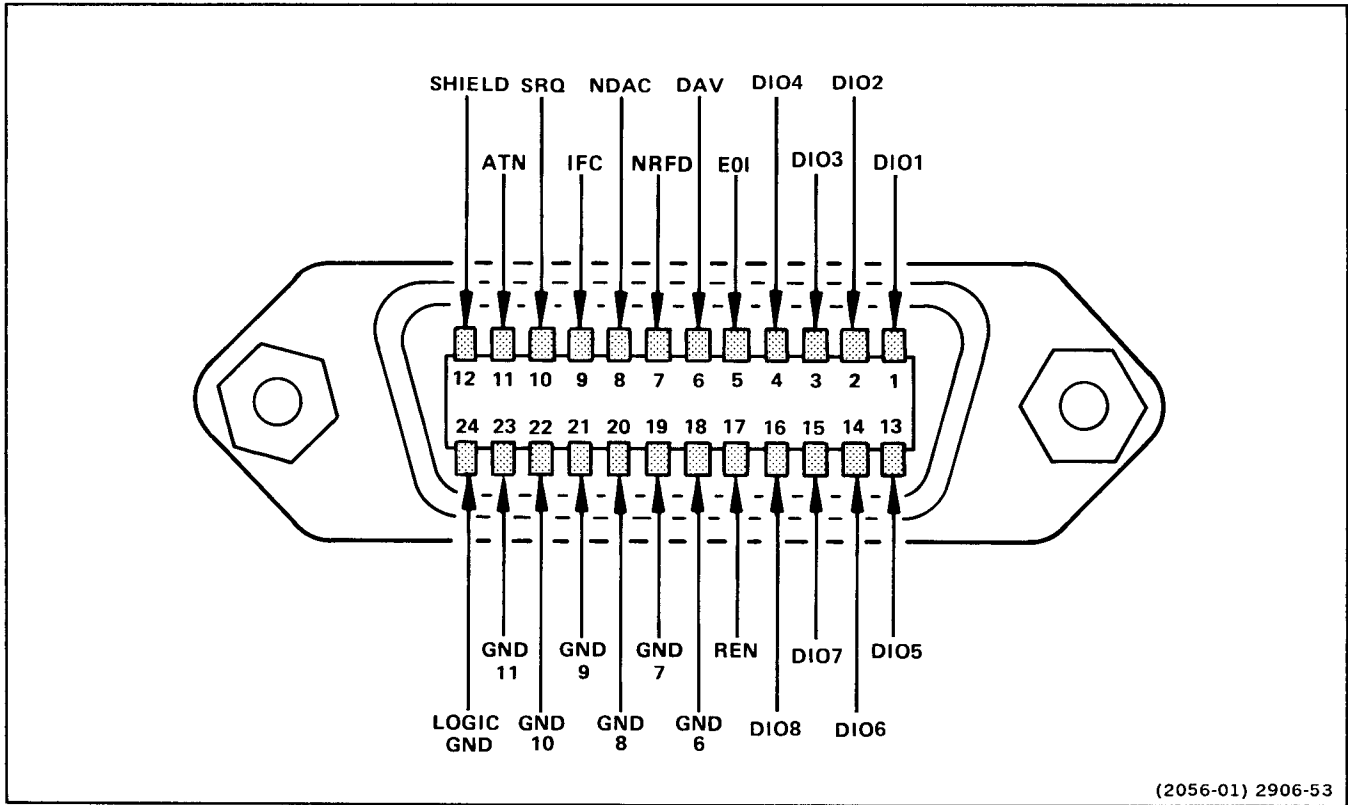 SHIELD SRQ NDAC DAV DIO4 DIO2
ATN IFC NRFD EOI DIO3 DIO1
12 11 10 9 8 7 6 5 4 3 2 1
24 23 22 21 20 19 18 17 16 15 14 13
GND 11 GND 9 GND 7 REN DIO7 DIO5
LOGIC GND GND 10 GND 8 GND 6 DIO8 DIO6
(2056-01) 2906-53